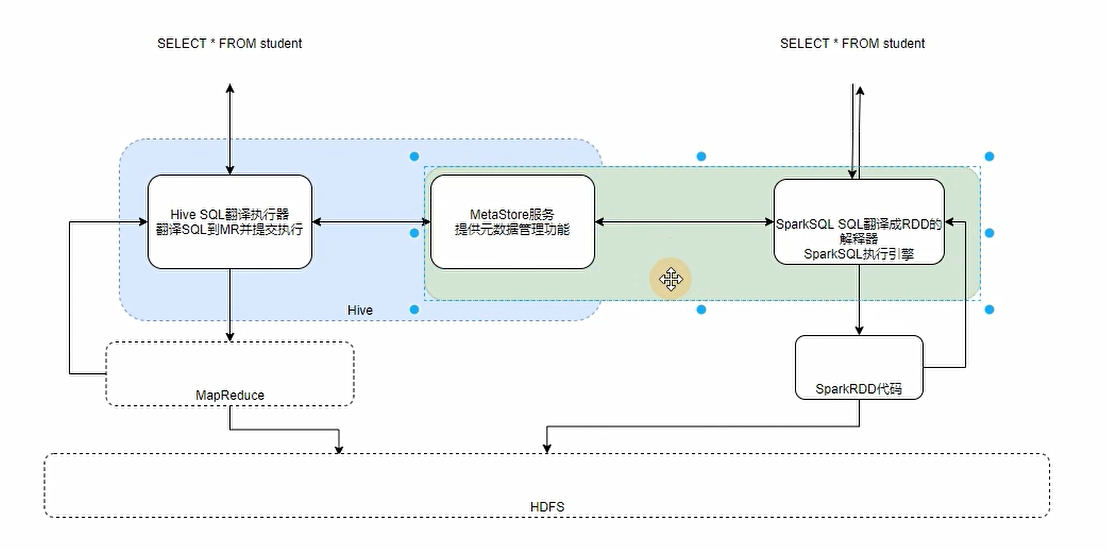 SELECT * FROM student
SELECT * FROM student
Hive SQL翻译执行器
翻译SQL到MR并提交执行
MetaStore服务
提供元数据管理功能
SparkSQL SQL翻译成RDD的
解释器
SparkSQL执行引擎
Hive
MapReduce
SparkRDD代码
HDFS